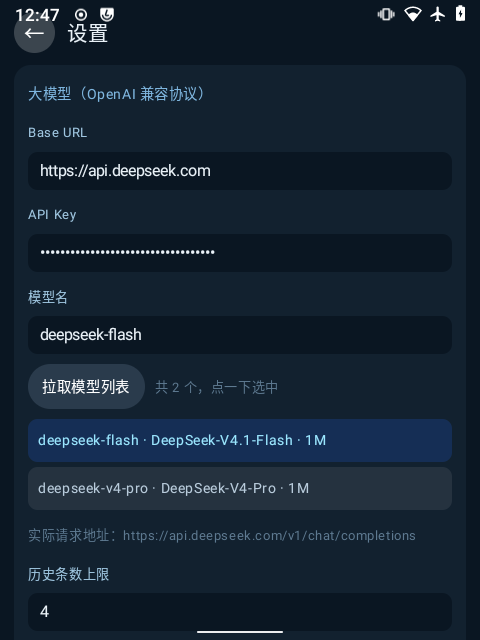 12:47
设置
大模型（OpenAI 兼容协议）
Base URL
https://api.deepseek.com
API Key
•••••••••••••••••••••••••••••••••••
模型名
deepseek-flash
拉取模型列表 共 2 个，点一下选中
deepseek-flash · DeepSeek-V4.1-Flash · 1M
deepseek-v4-pro · DeepSeek-V4-Pro · 1M
实际请求地址：https://api.deepseek.com/v1/chat/completions
历史条数上限
4